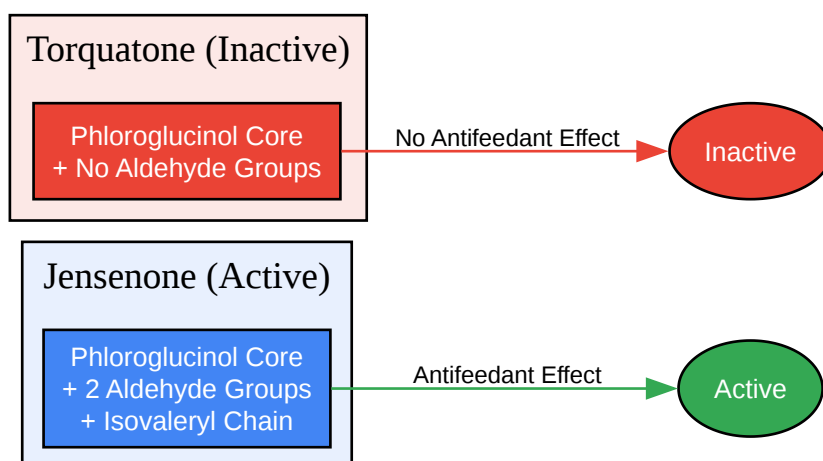 Torquatone (Inactive)
Phloroglucinol Core
+ No Aldehyde Groups
No Antifeedant Effect
Inactive
Jensenone (Active)
Phloroglucinol Core
+ 2 Aldehyde Groups
+ Isovaleryl Chain
Antifeedant Effect
Active